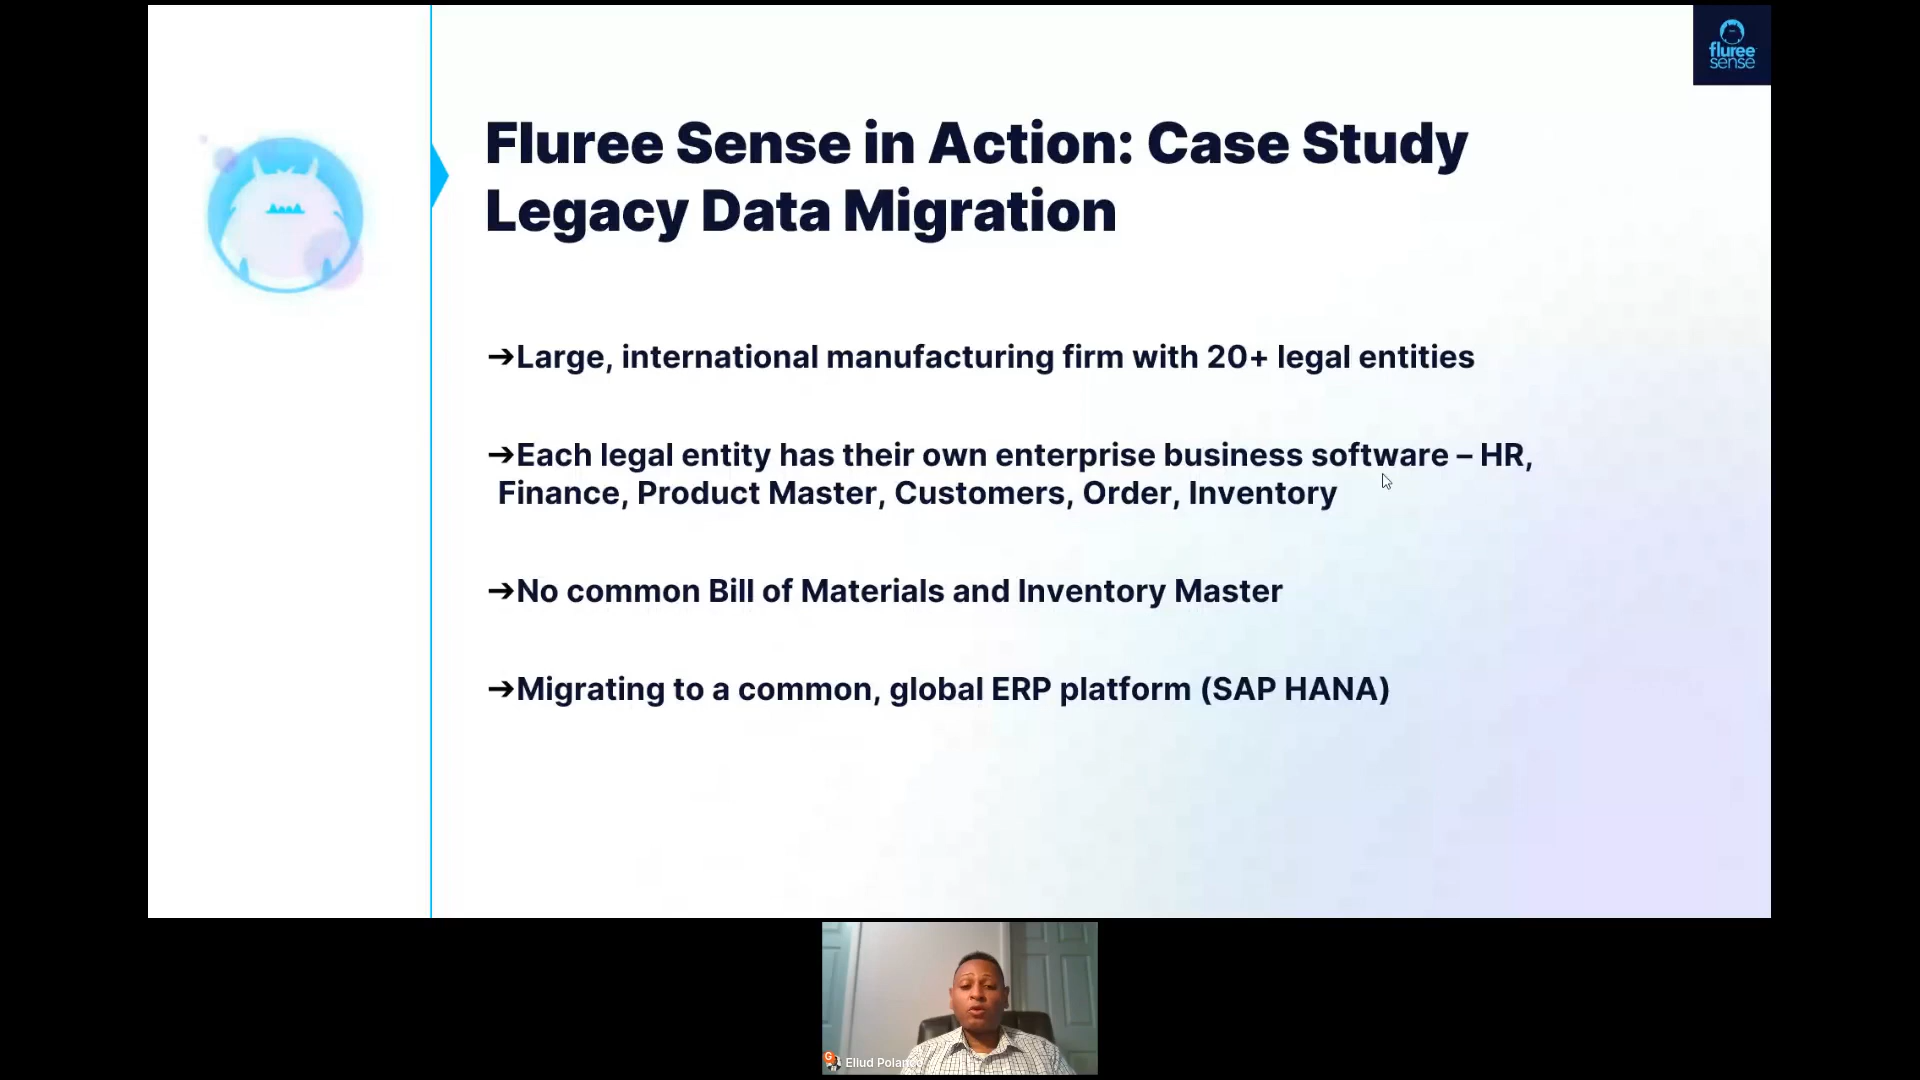 fluree
sense
Fluree Sense in Action: Case Study
Legacy Data Migration
➔Large, international manufacturing firm with 20+ legal entities
➔Each legal entity has their own enterprise business software – HR,
Finance, Product Master, Customers, Order, Inventory
➔No common Bill of Materials and Inventory Master
➔Migrating to a common, global ERP platform (SAP HANA)
G